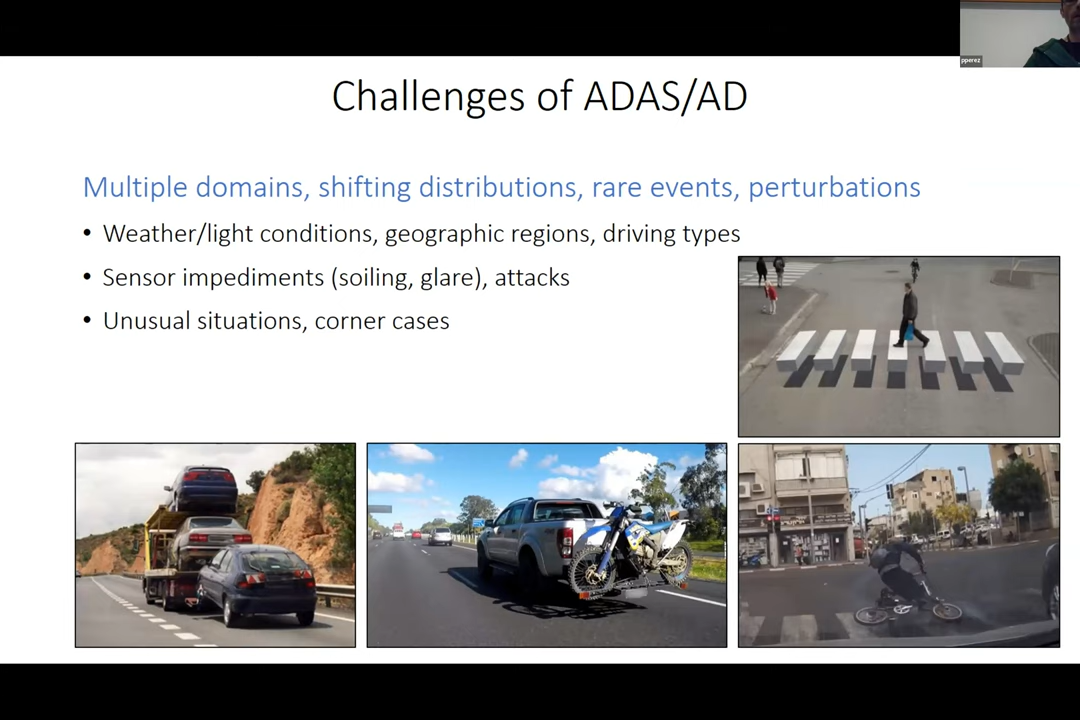 pperez
Challenges of ADAS/AD
Multiple domains, shifting distributions, rare events, perturbations
• Weather/light conditions, geographic regions, driving types
• Sensor impediments (soiling, glare), attacks
• Unusual situations, corner cases